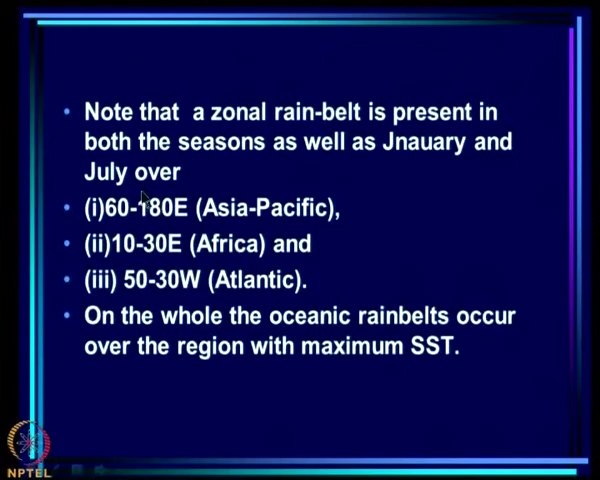 Note that a zonal rain-belt is present in
both the seasons as well as Jnauary and
July over
(i)60-180E (Asia-Pacific),
(ii)10-30E (Africa) and
(iii) 50-30W (Atlantic).
On the whole the oceanic rainbelts occur
over the region with maximum SST.
NPTEL